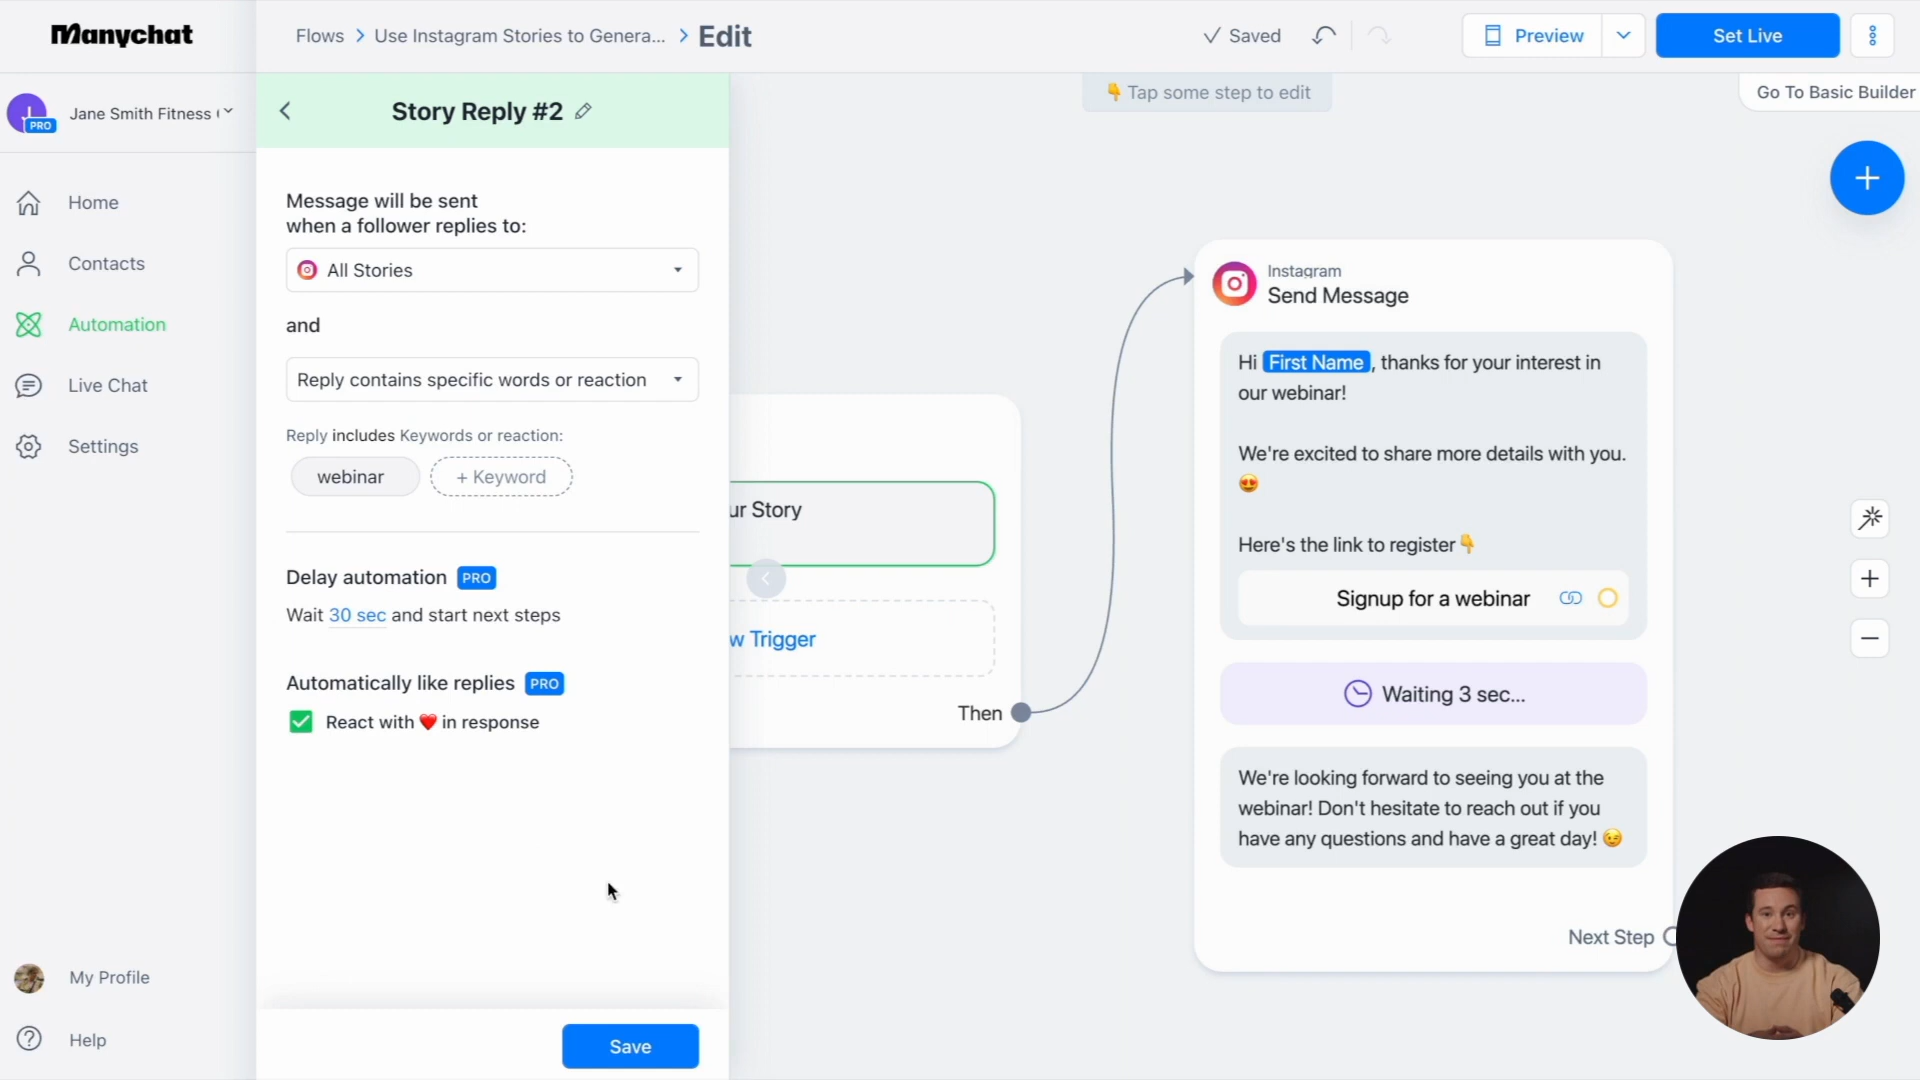 Manychat
Flows > Use Instagram Stories to Genera... > Edit
Saved
Preview
Set Live
J
PRO
Jane Smith Fitness
Story Reply #2
👇 Tap some step to edit
Go To Basic Builder
Home
Contacts
Automation
Live Chat
Settings
My Profile
Help
Message will be sent
when a follower replies to:
All Stories
and
Reply contains specific words or reaction
Reply includes Keywords or reaction:
webinar
+ Keyword
Delay automation PRO
Wait 30 sec and start next steps
Automatically like replies PRO
React with ❤️ in response
Save
ur Story
w Trigger
Then
Instagram
Send Message
Hi First Name, thanks for your interest in
our webinar!
We're excited to share more details with you.
😍
Here's the link to register👇
Signup for a webinar
Waiting 3 sec...
We're looking forward to seeing you at the
webinar! Don't hesitate to reach out if you
have any questions and have a great day! 😉
Next Step